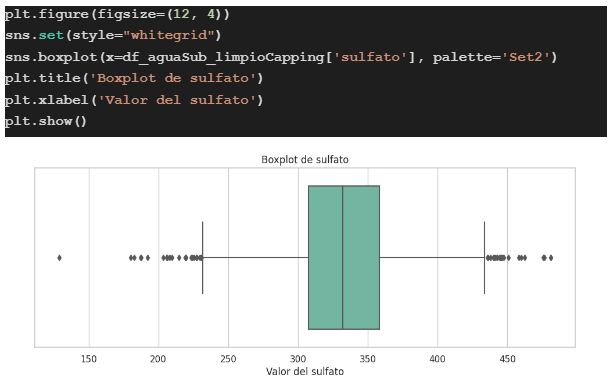 plt.figure(figsize=(12, 4))
sns.set(style="whitegrid")
sns.boxplot(x=df_aguaSub_limpioCapping['sulfato'], palette='Set2')
plt.title('Boxplot de sulfato')
plt.xlabel('Valor del sulfato')
plt.show()
Boxplot de sulfato
150 200 250 300 350 400 450
Valor del sulfato